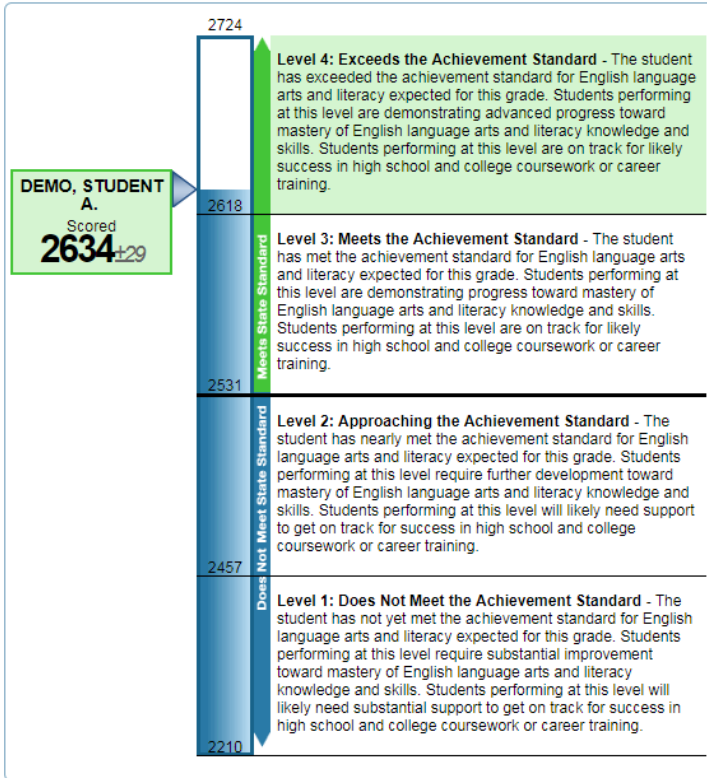 2724
Level 4: Exceeds the Achievement Standard - The student
has exceeded the achievement standard for English language
arts and literacy expected for this grade. Students performing
at this level are demonstrating advanced progress toward
mastery of English language arts and literacy knowledge and
skills. Students performing at this level are on track for likely
success in high school and college coursework or career
training.
DEMO, STUDENT
A.
Scored
2634±29
2618
Meets State Standard
Level 3: Meets the Achievement Standard - The student
has met the achievement standard for English language arts
and literacy expected for this grade. Students performing at
this level are demonstrating progress toward mastery of
English language arts and literacy knowledge and skills.
Students performing at this level are on track for likely
success in high school and college coursework or career
training.
2531
Does Not Meet State Standard
Level 2: Approaching the Achievement Standard - The
student has nearly met the achievement standard for English
language arts and literacy expected for this grade. Students
performing at this level require further development toward
mastery of English language arts and literacy knowledge and
skills. Students performing at this level will likely need support
to get on track for success in high school and college
coursework or career training.
2457
Level 1: Does Not Meet the Achievement Standard - The
student has not yet met the achievement standard for English
language arts and literacy expected for this grade. Students
performing at this level require substantial improvement
toward mastery of English language arts and literacy
knowledge and skills. Students performing at this level will
likely need substantial support to get on track for success in
high school and college coursework or career training.
2210